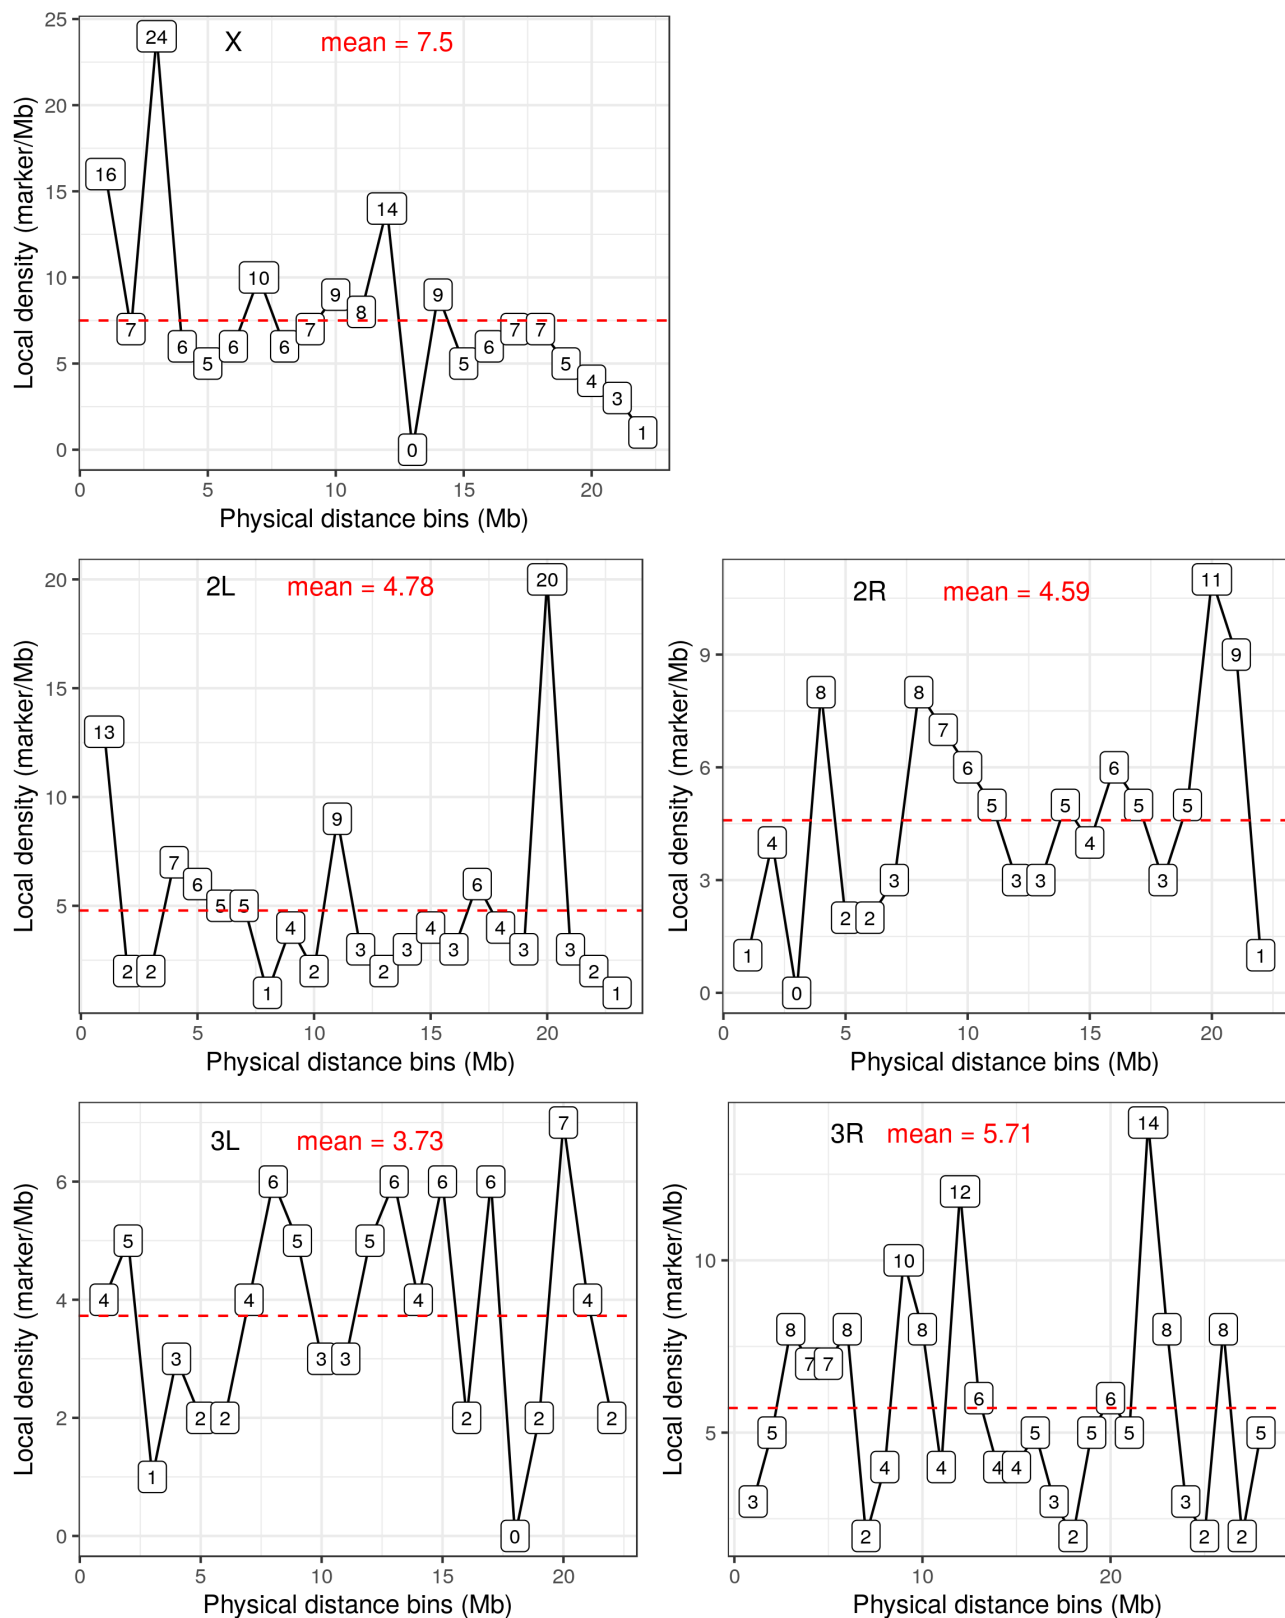 X mean = 7.5
Local density (marker/Mb)
25
20
15
10
5
0
16 7 24 6 5 6 10 6 7 9 8 14 0 9 5 6 7 7 5 4 3 1
0 5 10 15 20
Physical distance bins (Mb)
2L mean = 4.78
Local density (marker/Mb)
20
15
10
5
13 2 2 7 6 5 5 1 4 2 9 3 2 3 4 3 6 4 3 20 3 2 1
0 5 10 15 20
Physical distance bins (Mb)
2R mean = 4.59
Local density (marker/Mb)
9
6
3
0
1 4 0 8 2 2 3 8 7 6 5 3 3 5 4 6 5 3 5 11 9 1
0 5 10 15 20
Physical distance bins (Mb)
3L mean = 3.73
Local density (marker/Mb)
6
4
2
0
4 5 1 3 2 2 4 6 5 3 3 5 6 4 6 2 6 0 2 7 4 2
0 5 10 15 20
Physical distance bins (Mb)
3R mean = 5.71
Local density (marker/Mb)
10
5
3 5 8 7 7 8 2 4 10 8 4 12 6 4 4 5 3 2 5 6 5 14 8 3 2 8 2 5
0 10 20
Physical distance bins (Mb)